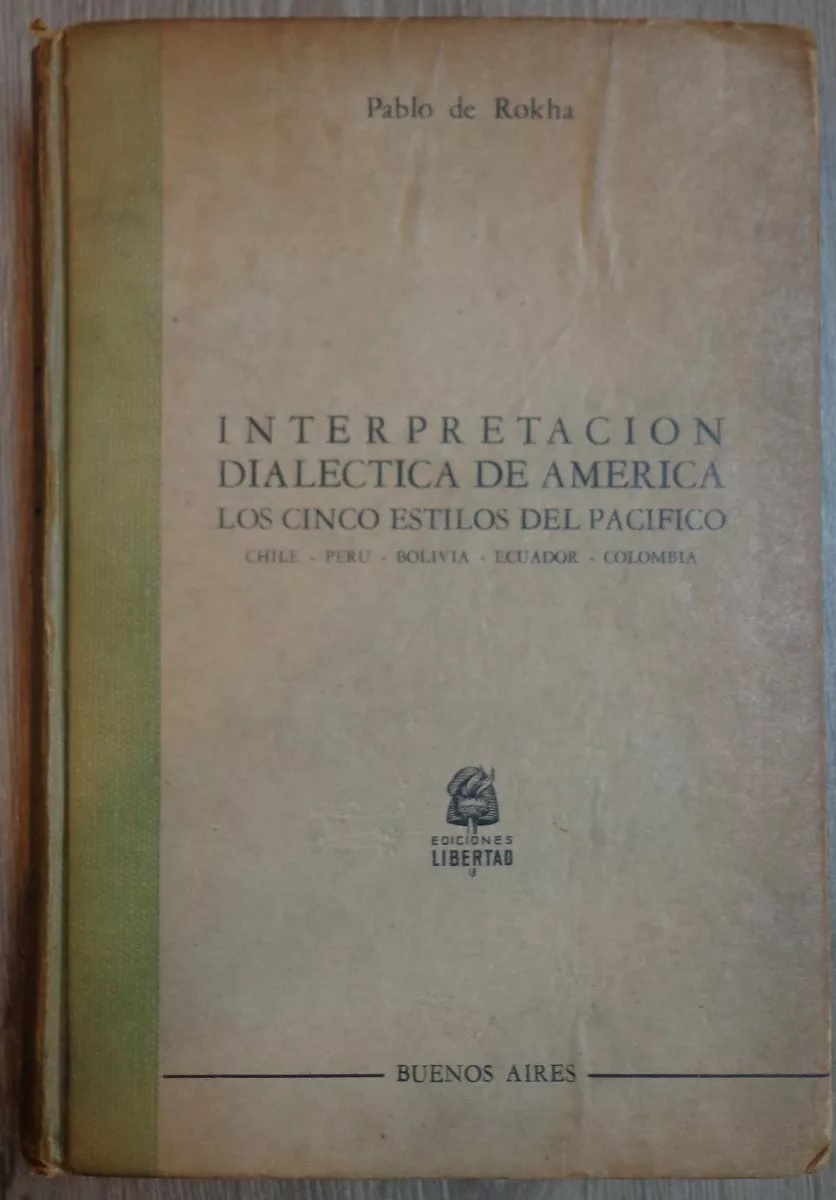 Pablo de Rokha
INTERPRETACION
DIALECTICA DE AMERICA
LOS CINCO ESTILOS DEL PACIFICO
CHILE - PERU - BOLIVIA - ECUADOR - COLOMBIA
EDICIONES
LIBERTAD
BUENOS AIRES